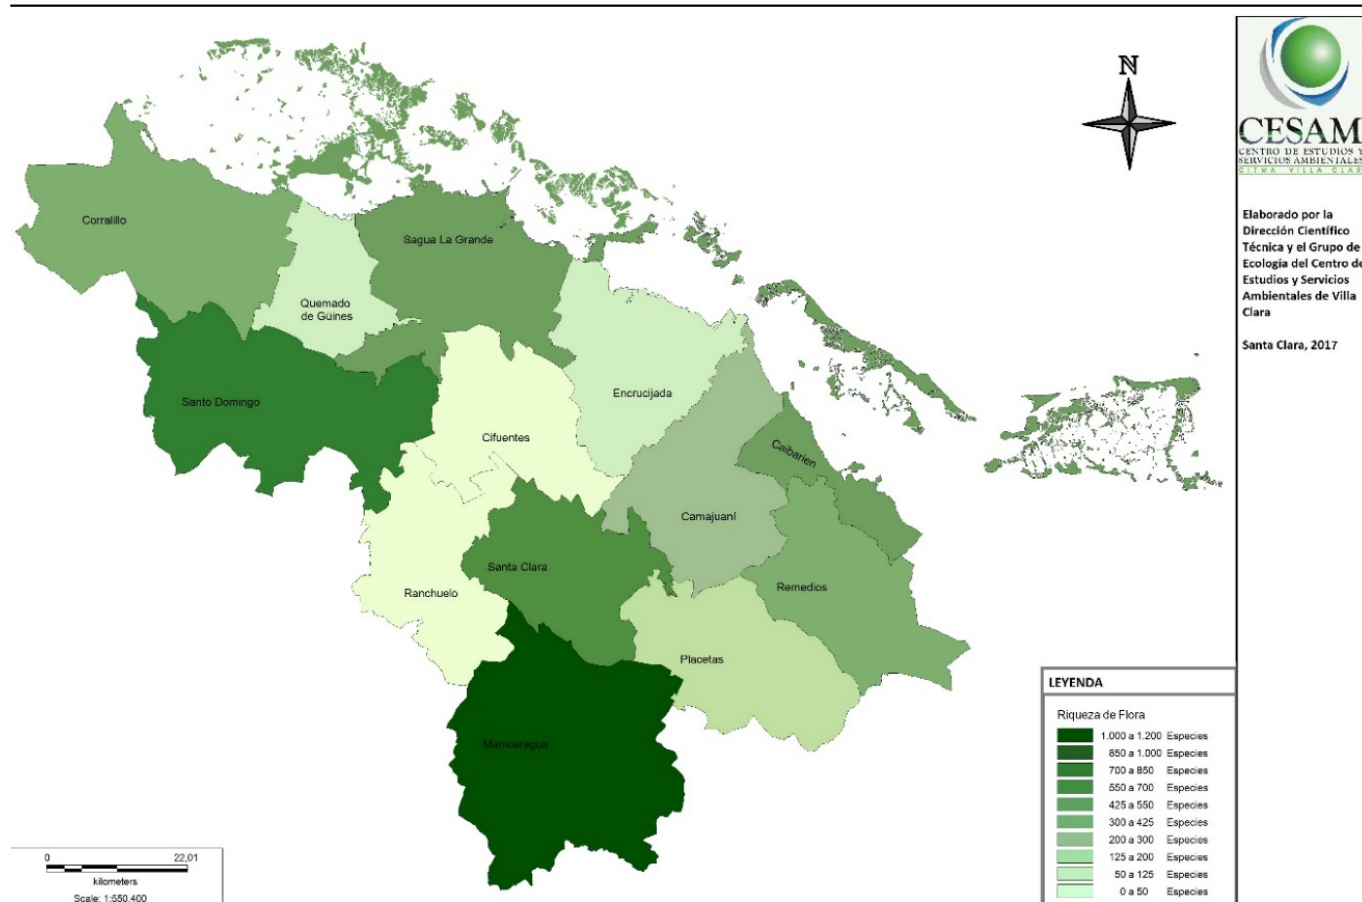 N
CESAM
CENTRO DE ESTUDIOS Y
SERVICIOS AMBIENTALES
CITMA VILLA CLARA
Elaborado por la
Dirección Científico
Técnica y el Grupo de
Ecología del Centro de
Estudios y Servicios
Ambientales de Villa
Clara
Santa Clara, 2017
Corralillo
Sagua La Grande
Quemado
de Güines
Santo Domingo
Encrucijada
Cifuentes
Caibarien
Camajuaní
Santa Clara
Ranchuelo
Remedios
Placetas
Manicaragua
LEYENDA
Riqueza de Flora
1.000 a 1.200 Especies
850 a 1.000 Especies
700 a 850 Especies
550 a 700 Especies
425 a 550 Especies
300 a 425 Especies
200 a 300 Especies
125 a 200 Especies
50 a 125 Especies
0 a 50 Especies
0 22,01
kilometers
Scale: 1:550.400